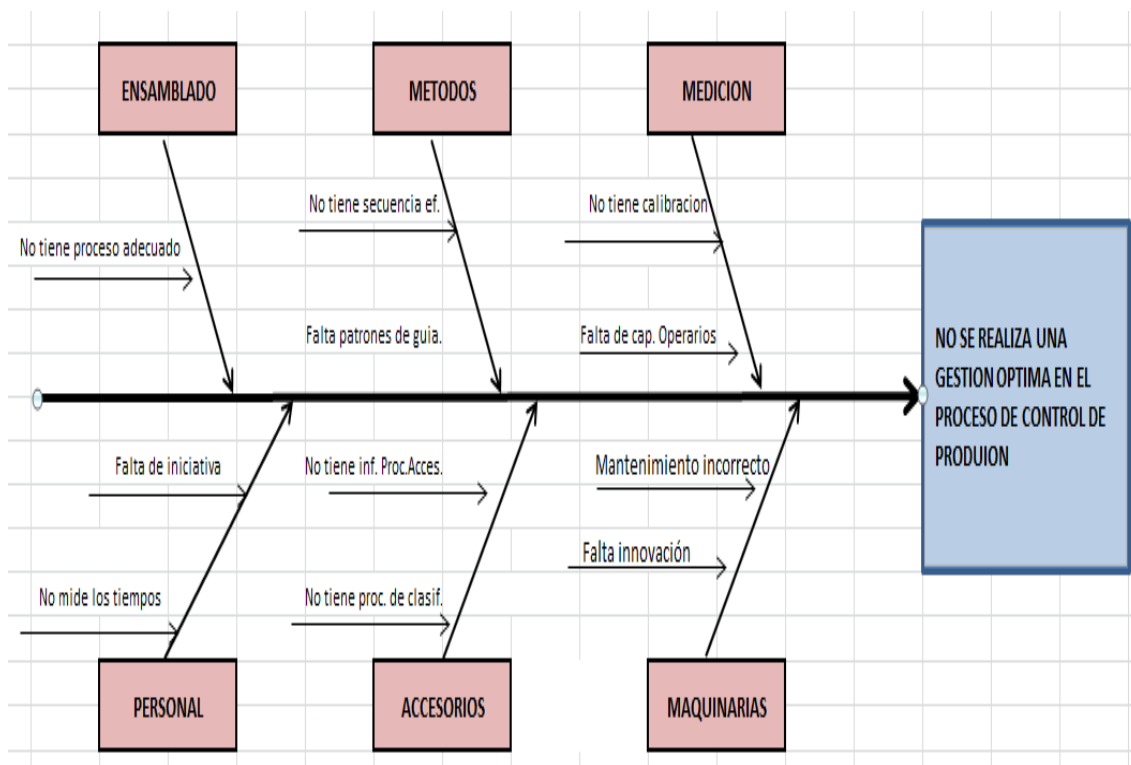 ENSAMBLADO
METODOS
MEDICION
No tiene secuencia ef.
No tiene calibracion
No tiene proceso adecuado
Falta patrones de guia.
Falta de cap. Operarios
NO SE REALIZA UNA
GESTION OPTIMA EN EL
PROCESO DE CONTROL DE
PRODUION
Falta de iniciativa
No tiene inf. Proc.Acces.
Mantenimiento incorrecto
Falta innovación
No mide los tiempos
No tiene proc. de clasif.
PERSONAL
ACCESORIOS
MAQUINARIAS